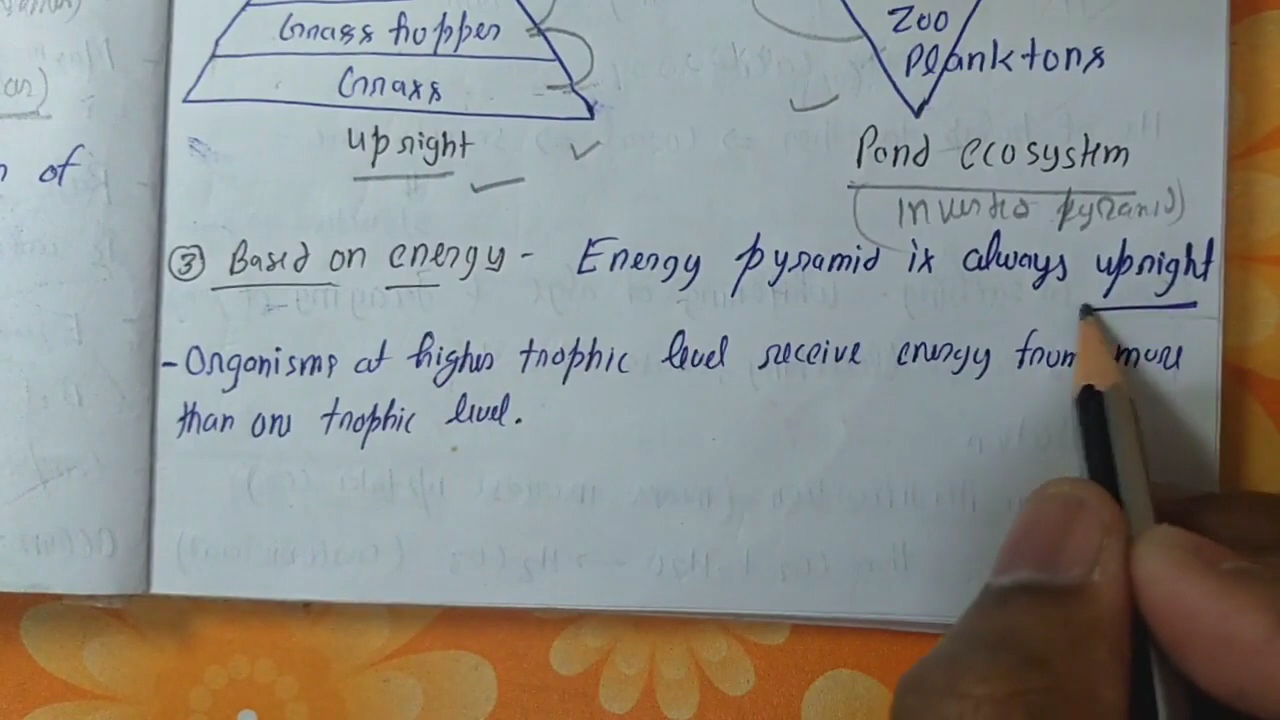 Grass hopper
Grass
upright
Zoo
planktons
Pond ecosystem
Inverted pyramid
of
③ Based on energy - Energy pyramid is always upright
- Organisms at higher trophic level receive energy from more
than one trophic level.